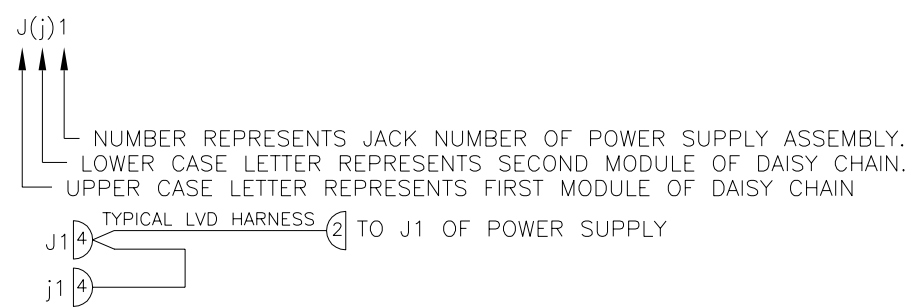 J(j)1
NUMBER REPRESENTS JACK NUMBER OF POWER SUPPLY ASSEMBLY.
LOWER CASE LETTER REPRESENTS SECOND MODULE OF DAISY CHAIN.
UPPER CASE LETTER REPRESENTS FIRST MODULE OF DAISY CHAIN
TYPICAL LVD HARNESS
J1 4 2 TO J1 OF POWER SUPPLY
j1 4